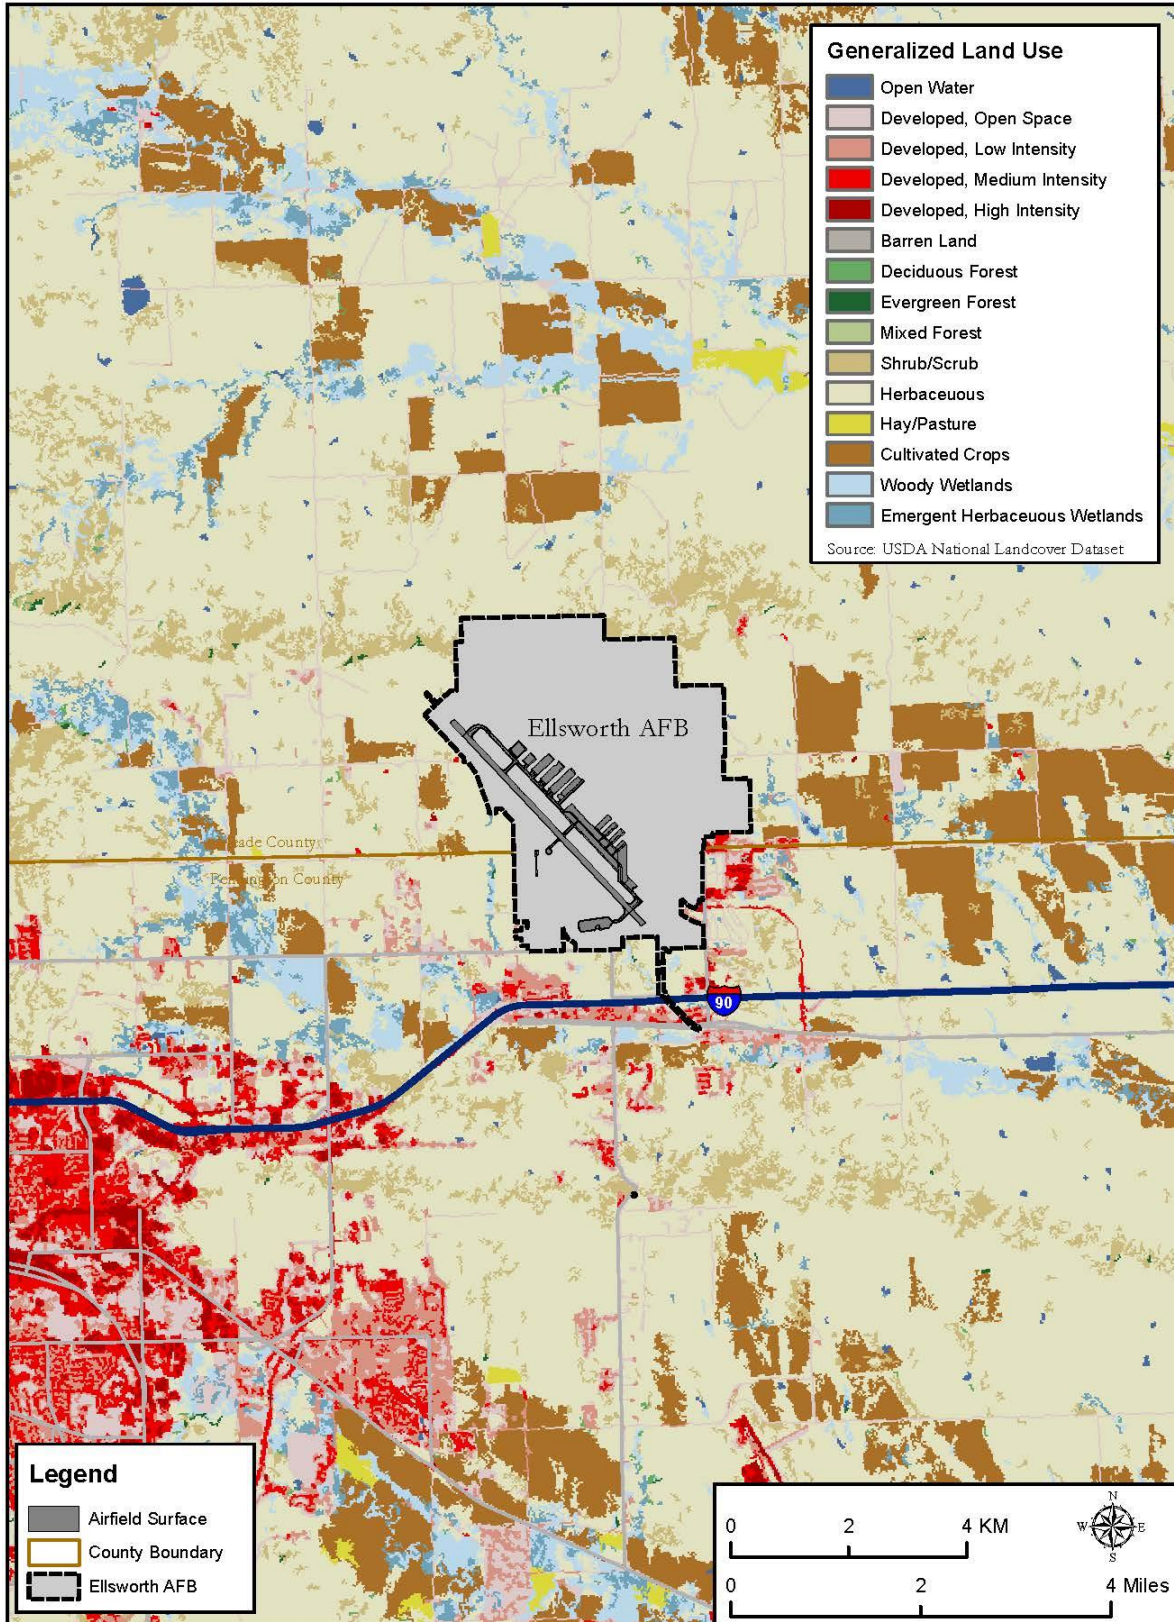 Generalized Land Use
Open Water
Developed, Open Space
Developed, Low Intensity
Developed, Medium Intensity
Developed, High Intensity
Barren Land
Deciduous Forest
Evergreen Forest
Mixed Forest
Shrub/Scrub
Herbaceuous
Hay/Pasture
Cultivated Crops
Woody Wetlands
Emergent Herbaceuous Wetlands
Source: USDA National Landcover Dataset
Ellsworth AFB
County
County
90
Legend
Airfield Surface
County Boundary
Ellsworth AFB
N
W E
S
0 2 4 KM
0 2 4 Miles